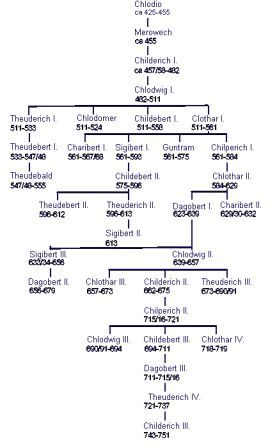 Chlodio
ca 425-455
Merowech
ca 455
Childerich I.
ca 457/58-482
Chlodwig I.
482-511
Theuderich I. Chlodomer Childebert I. Clothar I.
511-533 511-524 511-558 511-561
Theudebert I. Charibert I. Sigibert I. Guntram Chilperich I.
533-547/48 561-567/68 561-593 561-575 561-584
Theudebald Childebert II. Clothar II.
547/48-555 575-596 584-629
Theudebert II. Theuderich II. Dagobert I. Charibert II.
596-612 596-613 623-639 629/30-632
Sigibert II.
613
Sigibert III. Chlodwig II.
633/34-656 639-657
Dagobert II. Chlothar III. Childerich II. Theuderich III.
656-679 657-673 662-675 673-690/91
Chilperich II.
715/16-721
Chlodwig III. Childebert III. Clothar IV.
690/91-694 694-711 718-719
Dagobert III.
711-715/16
Theuderich IV.
721-737
Childerich III.
743-751